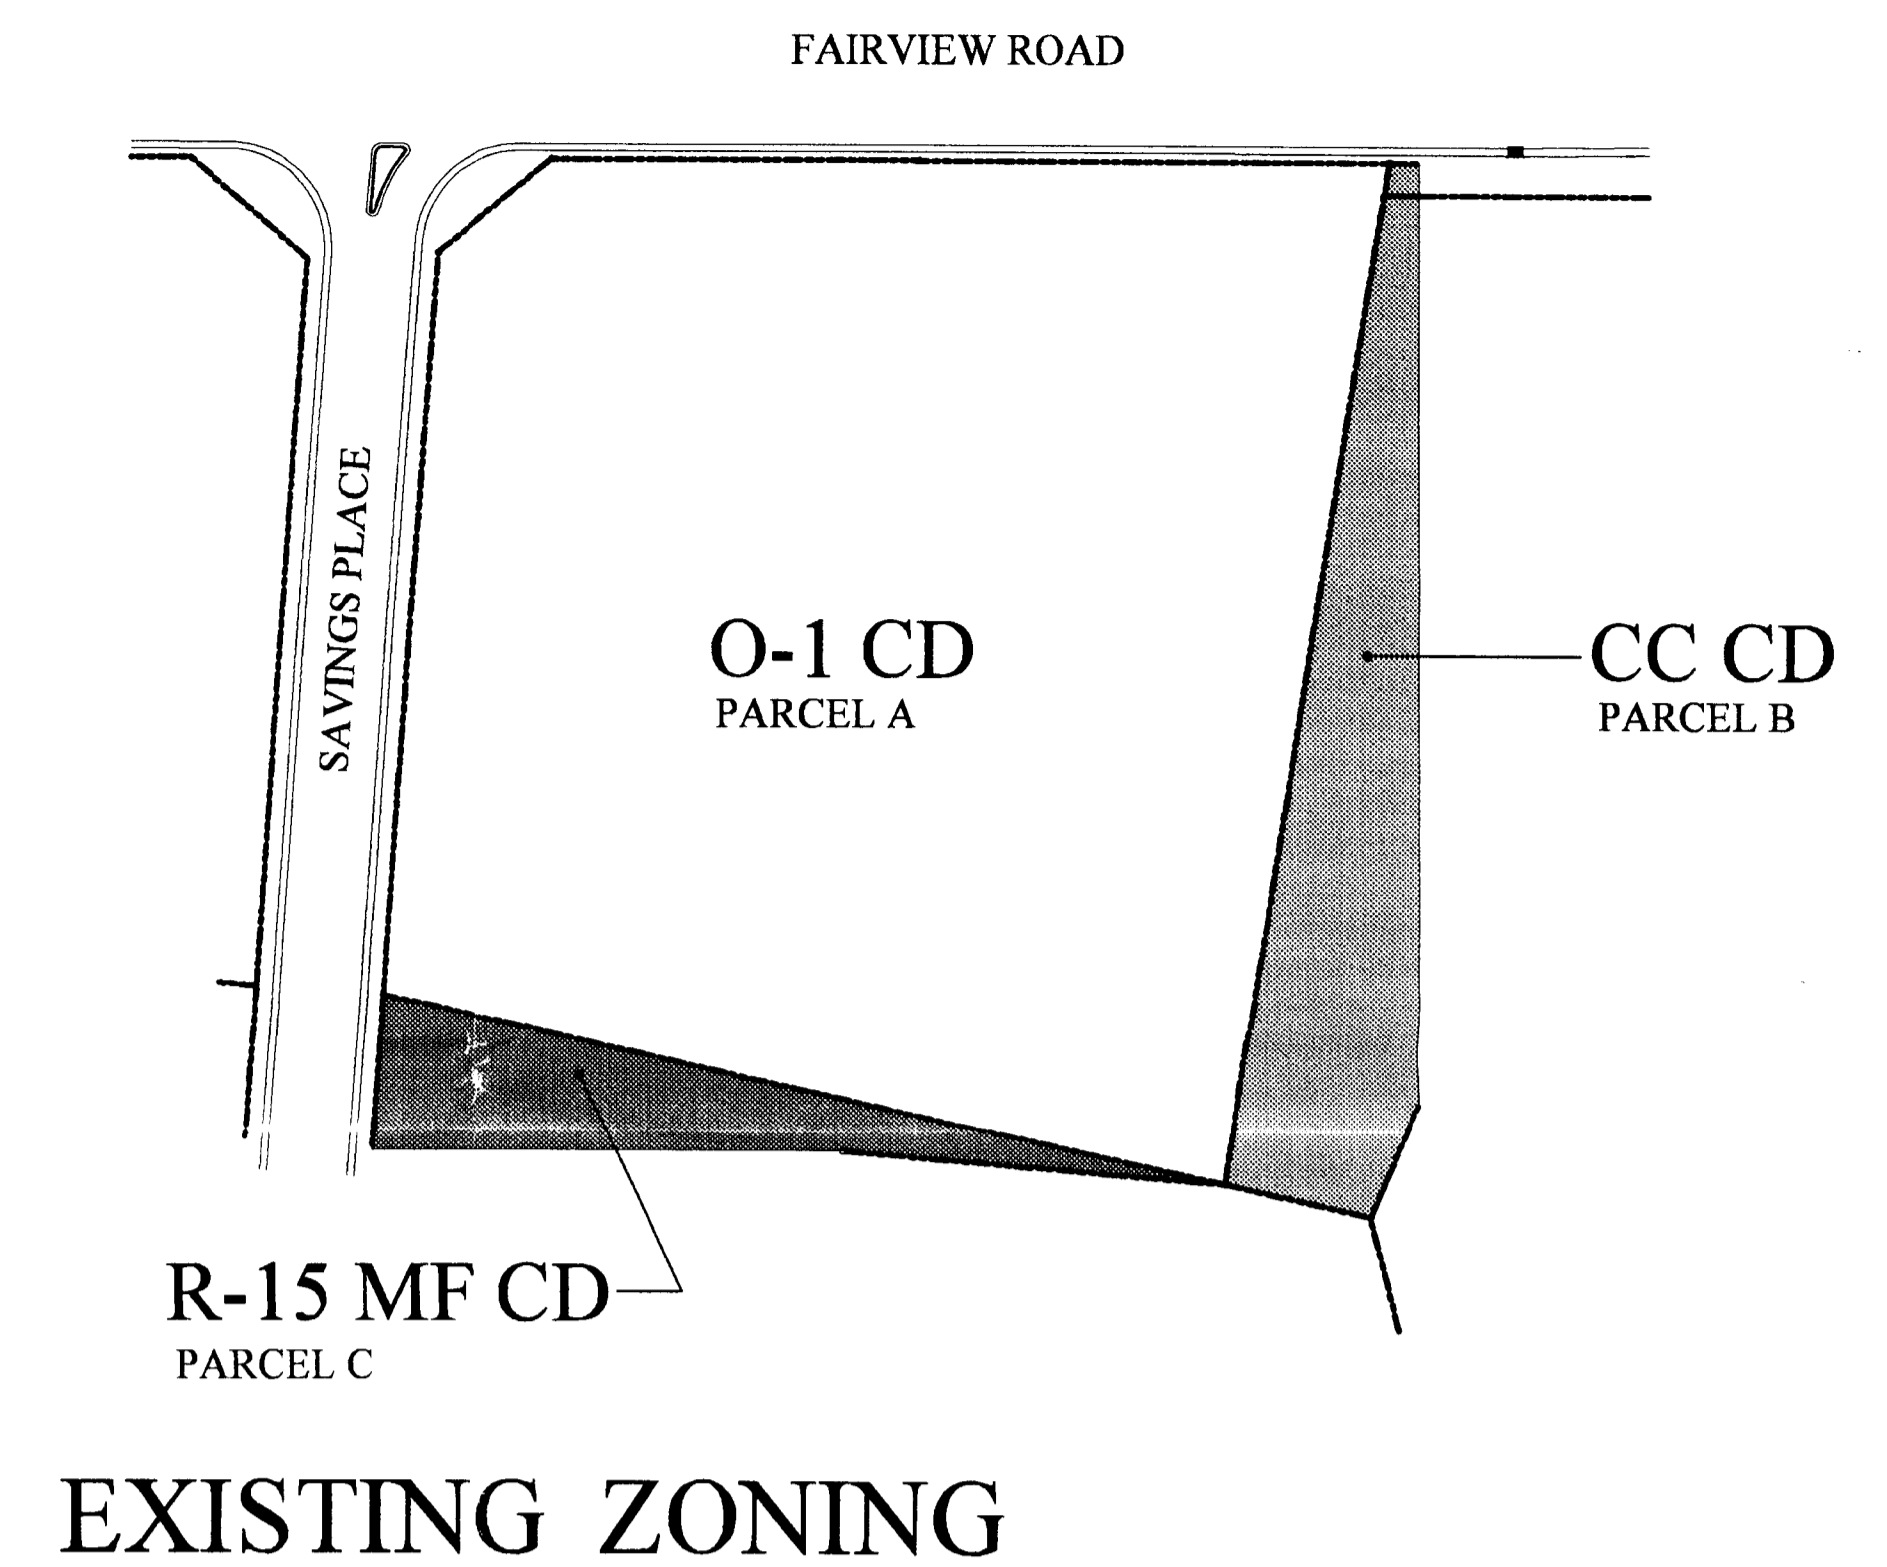 FAIRVIEW ROAD
SAVINGS PLACE
O-1 CD
PARCEL A
CC CD
PARCEL B
R-15 MF CD
PARCEL C
EXISTING ZONING